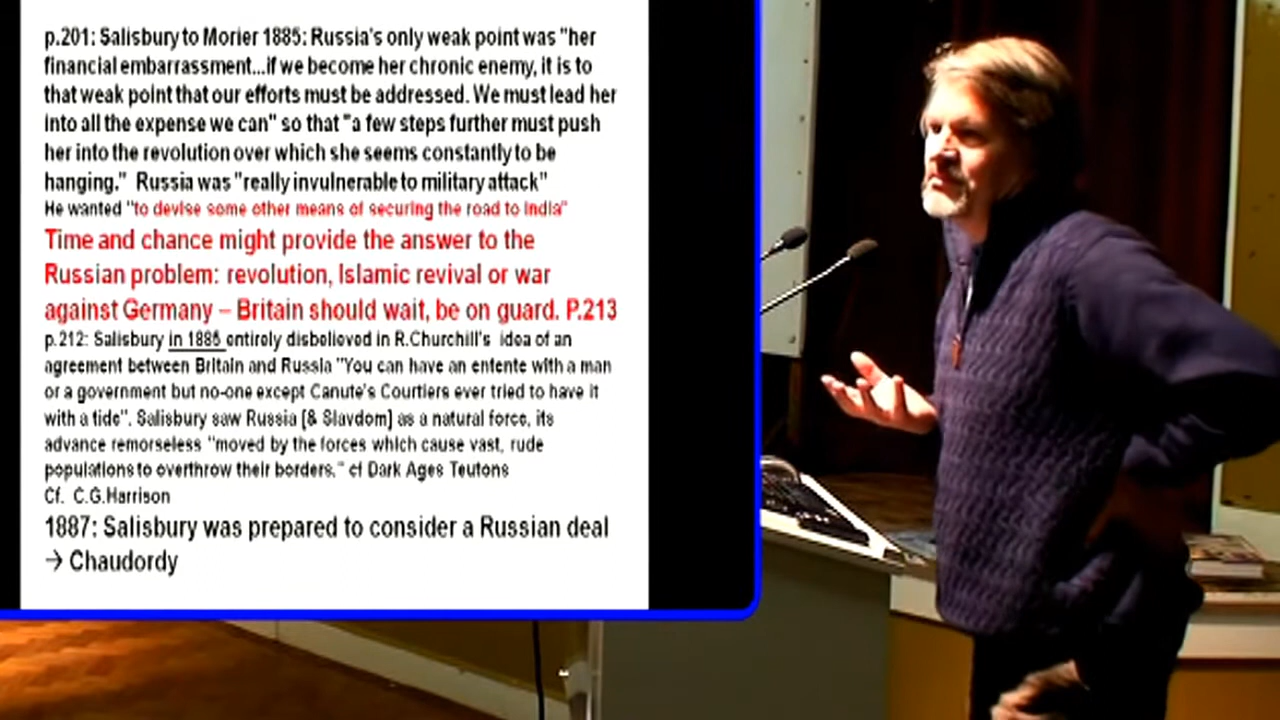 p.201: Salisbury to Morier 1885: Russia's only weak point was "her
financial embarrassment...if we become her chronic enemy, it is to
that weak point that our efforts must be addressed. We must lead her
into all the expense we can" so that "a few steps further must push
her into the revolution over which she seems constantly to be
hanging." Russia was "really invulnerable to military attack"
He wanted "to devise some other means of securing the road to India"
Time and chance might provide the answer to the
Russian problem: revolution, Islamic revival or war
against Germany – Britain should wait, be on guard. P.213
p.212: Salisbury in 1885 entirely disbelieved in R.Churchill's idea of an
agreement between Britain and Russia "You can have an entente with a man
or a government but no-one except Canute's Courtiers ever tried to have it
with a tide". Salisbury saw Russia [& Slavdom] as a natural force, its
advance remorseless "moved by the forces which cause vast, rude
populations to overthrow their borders." cf Dark Ages Teutons
Cf. C.G.Harrison
1887: Salisbury was prepared to consider a Russian deal
→ Chaudordy